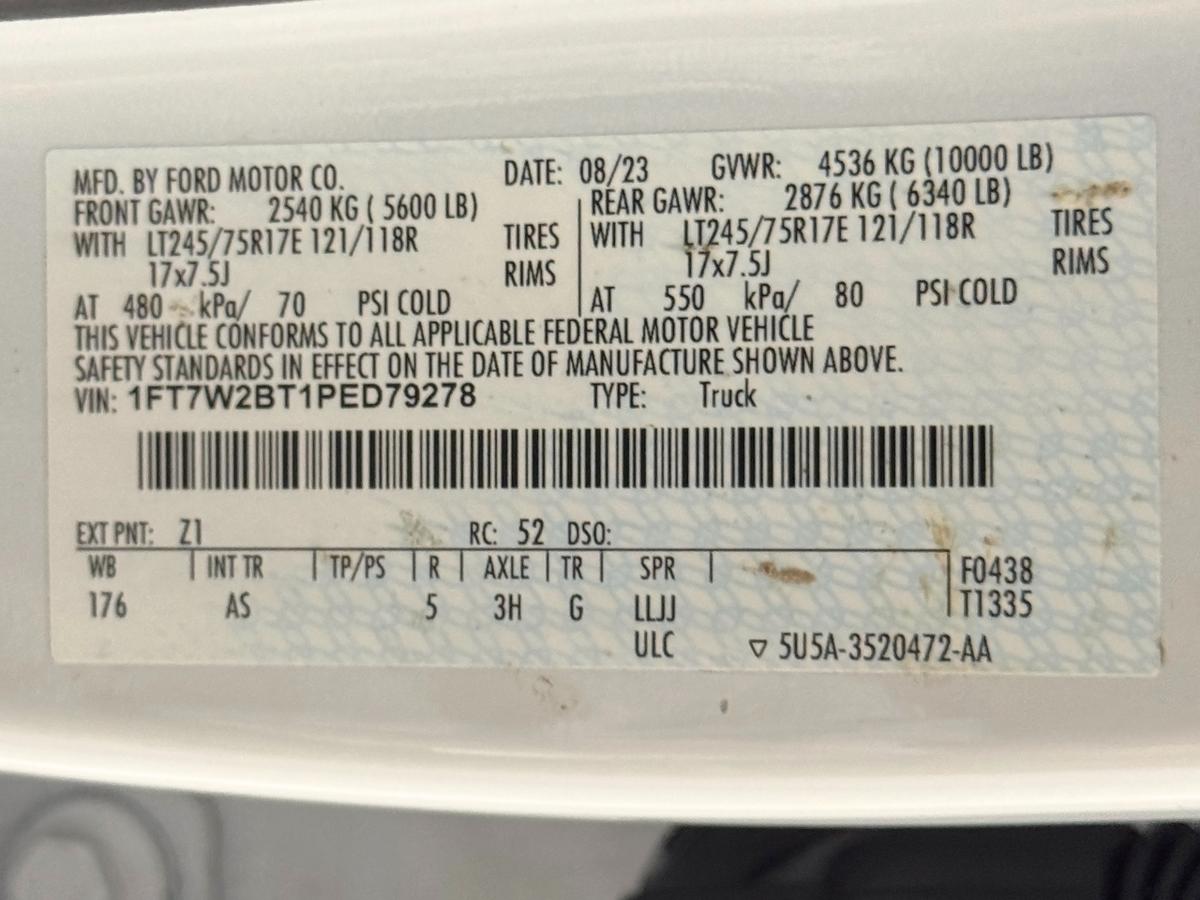 MFD. BY FORD MOTOR CO. DATE: 08/23 GVWR: 4536 KG (10000 LB)
FRONT GAWR: 2540 KG ( 5600 LB) REAR GAWR: 2876 KG ( 6340 LB)
WITH LT245/75R17E 121/118R TIRES WITH LT245/75R17E 121/118R TIRES
17x7.5J RIMS 17x7.5J RIMS
AT 480 kPa/ 70 PSI COLD AT 550 kPa/ 80 PSI COLD
THIS VEHICLE CONFORMS TO ALL APPLICABLE FEDERAL MOTOR VEHICLE
SAFETY STANDARDS IN EFFECT ON THE DATE OF MANUFACTURE SHOWN ABOVE.
VIN: 1FT7W2BT1PED79278 TYPE: Truck
EXT PNT: Z1 RC: 52 DSO:
WB INT TR TP/PS R AXLE TR SPR F0438
176 AS 5 3H G LLJJ T1335
ULC ▽ 5U5A-3520472-AA